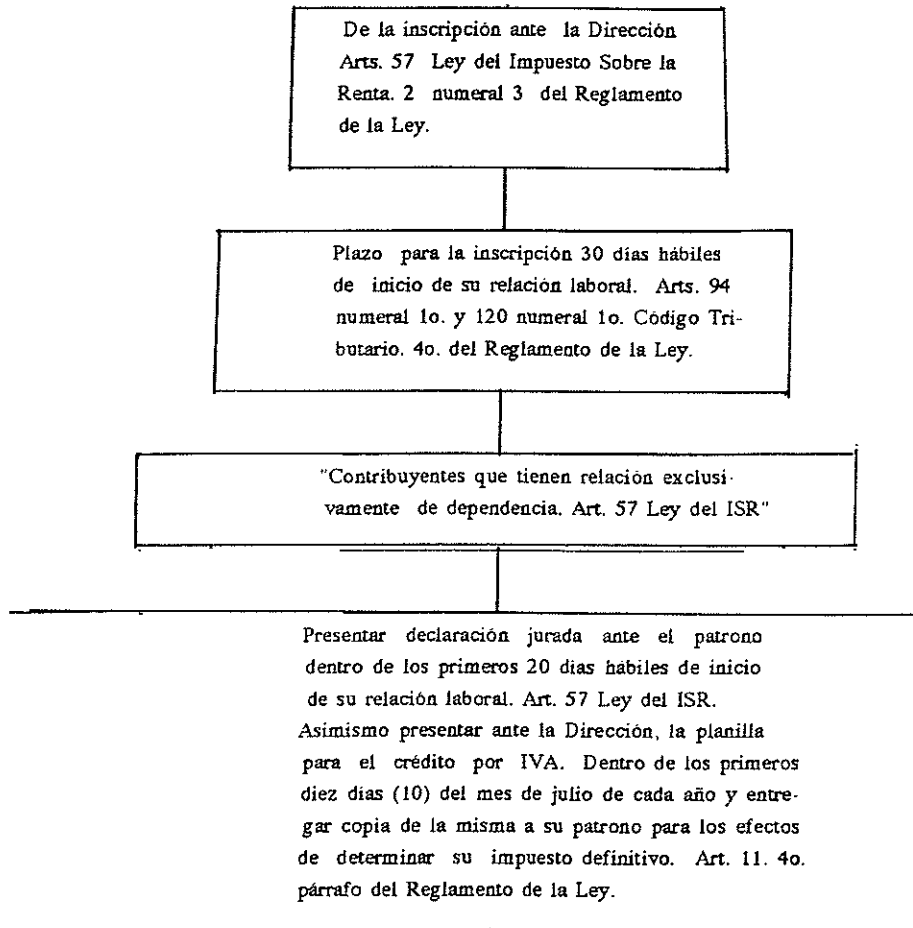 De la inscripción ante la Dirección
Arts. 57 Ley del Impuesto Sobre la
Renta. 2 numeral 3 del Reglamento
de la Ley.
Plazo para la inscripción 30 días hábiles
de inicio de su relación laboral. Arts. 94
numeral 1o. y 120 numeral 1o. Código Tri-
butario. 4o. del Reglamento de la Ley.
"Contribuyentes que tienen relación exclusi-
vamente de dependencia. Art. 57 Ley del ISR"
Presentar declaración jurada ante el patrono
dentro de los primeros 20 días hábiles de inicio
de su relación laboral. Art. 57 Ley del ISR.
Asimismo presentar ante la Dirección, la planilla
para el crédito por IVA. Dentro de los primeros
diez días (10) del mes de julio de cada año y entre-
gar copia de la misma a su patrono para los efectos
de determinar su impuesto definitivo. Art. 11. 4o.
párrafo del Reglamento de la Ley.